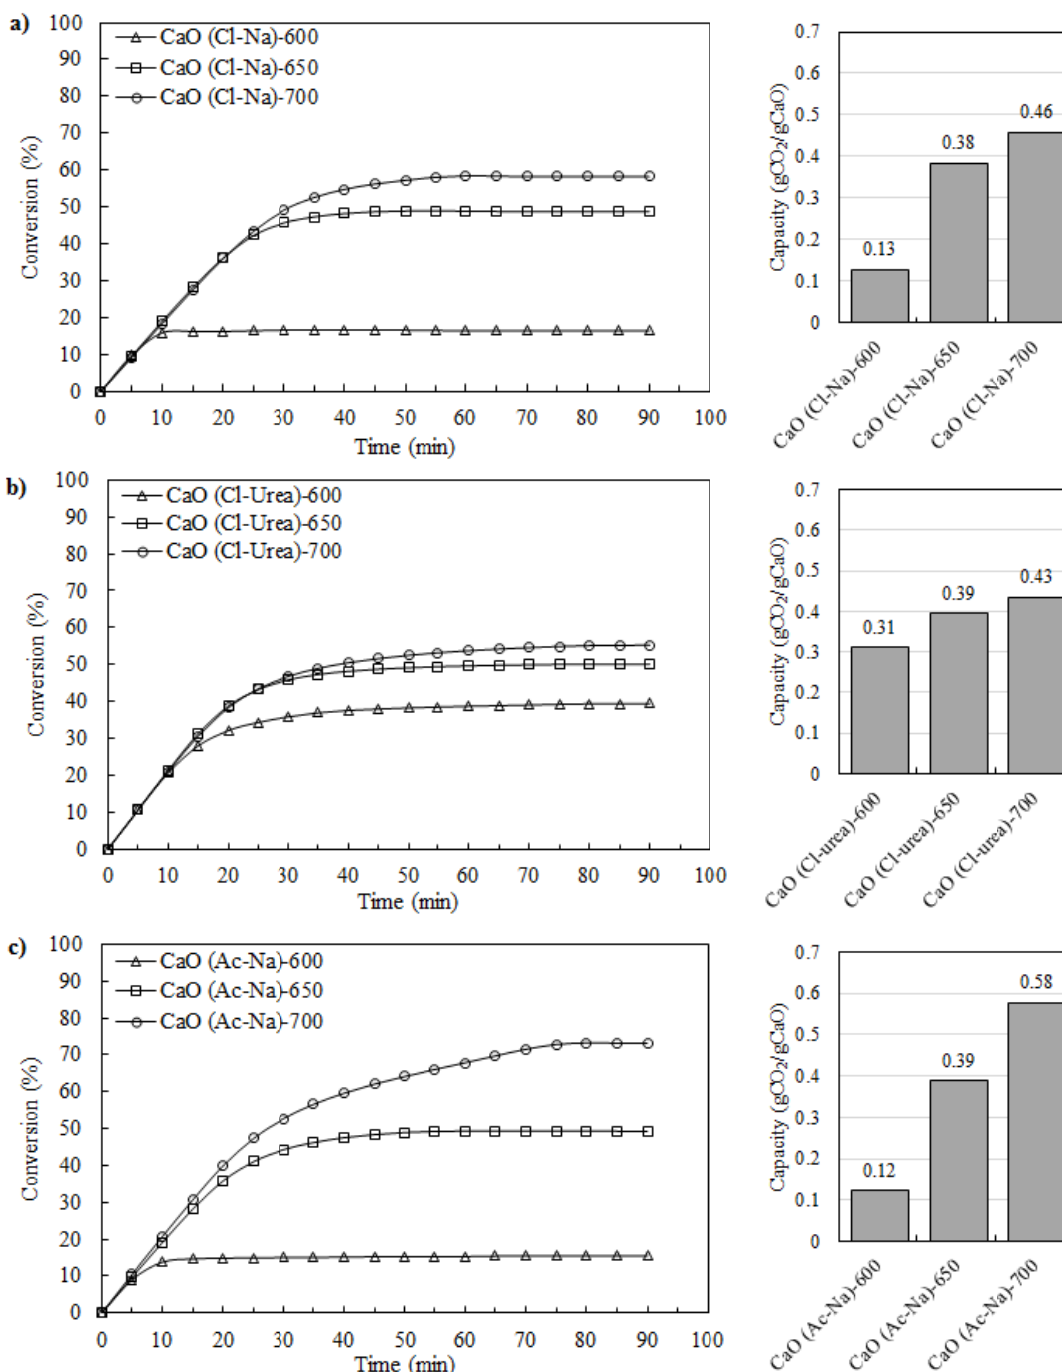 a)
CaO (Cl-Na)-600
CaO (Cl-Na)-650
CaO (Cl-Na)-700
Conversion (%)
100
90
80
70
60
50
40
30
20
10
0
0 10 20 30 40 50 60 70 80 90 100
Time (min)
Capacity (gCO₂/gCaO)
0.7
0.6
0.5
0.4
0.3
0.2
0.1
0
0.13
0.38
0.46
CaO (Cl-Na)-600
CaO (Cl-Na)-650
CaO (Cl-Na)-700
b)
CaO (Cl-Urea)-600
CaO (Cl-Urea)-650
CaO (Cl-Urea)-700
Conversion (%)
100
90
80
70
60
50
40
30
20
10
0
0 10 20 30 40 50 60 70 80 90 100
Time (min)
Capacity (gCO₂/gCaO)
0.7
0.6
0.5
0.4
0.3
0.2
0.1
0
0.31
0.39
0.43
CaO (Cl-urea)-600
CaO (Cl-urea)-650
CaO (Cl-urea)-700
c)
CaO (Ac-Na)-600
CaO (Ac-Na)-650
CaO (Ac-Na)-700
Conversion (%)
100
90
80
70
60
50
40
30
20
10
0
0 10 20 30 40 50 60 70 80 90 100
Time (min)
Capacity (gCO₂/gCaO)
0.7
0.6
0.5
0.4
0.3
0.2
0.1
0
0.12
0.39
0.58
CaO (Ac-Na)-600
CaO (Ac-Na)-650
CaO (Ac-Na)-700